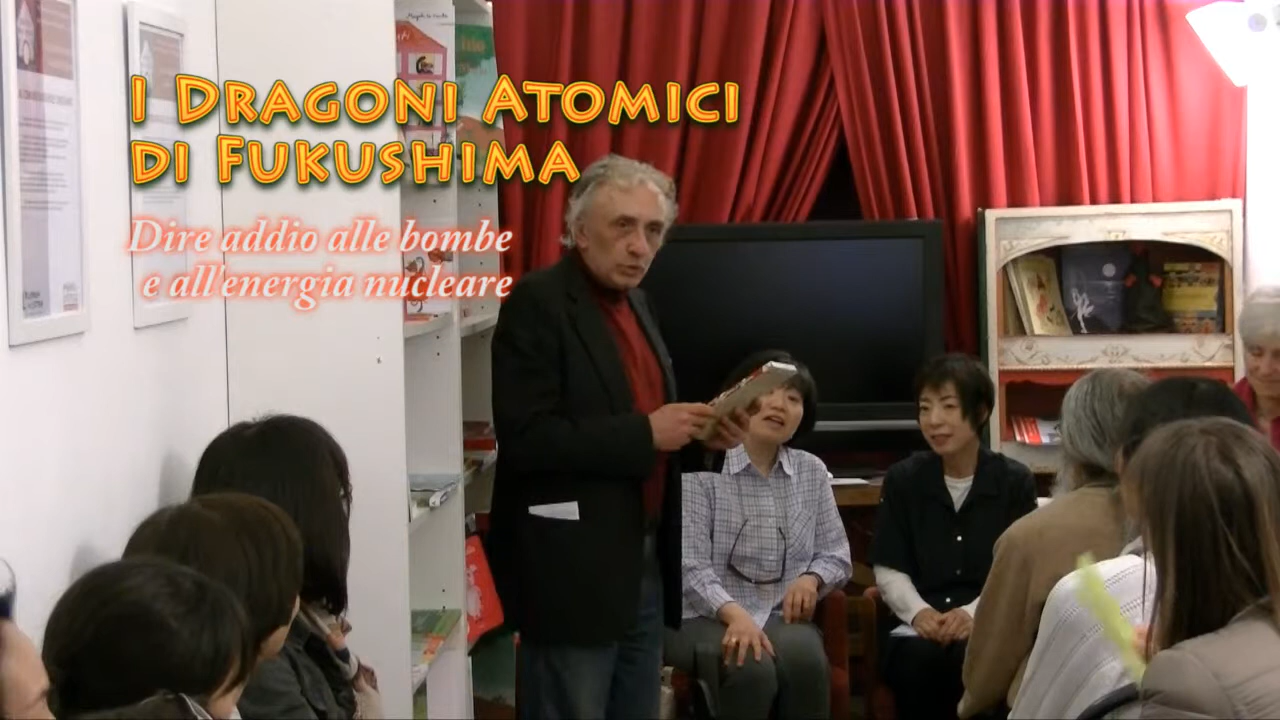 I Dragoni Atomici
di Fukushima
Dire addio alle bombe
e all'energia nucleare